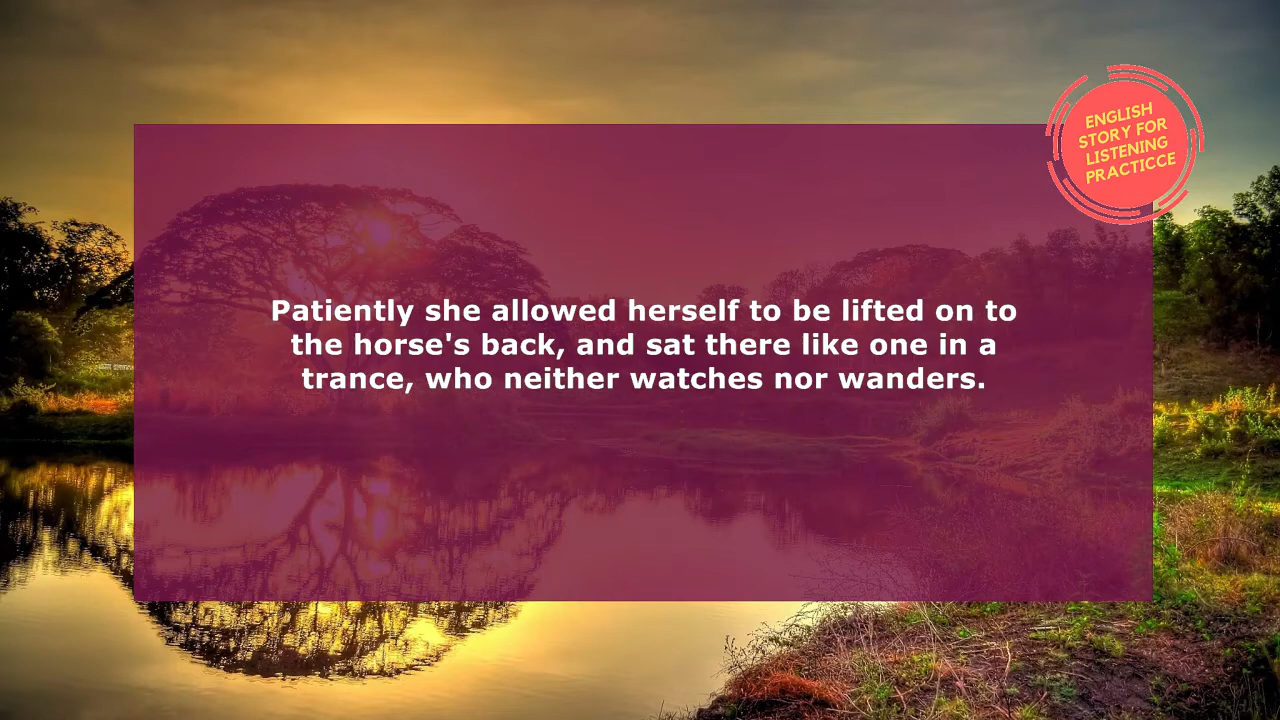 ENGLISH
STORY FOR
LISTENING
PRACTICCE
Patiently she allowed herself to be lifted on to
the horse's back, and sat there like one in a
trance, who neither watches nor wanders.